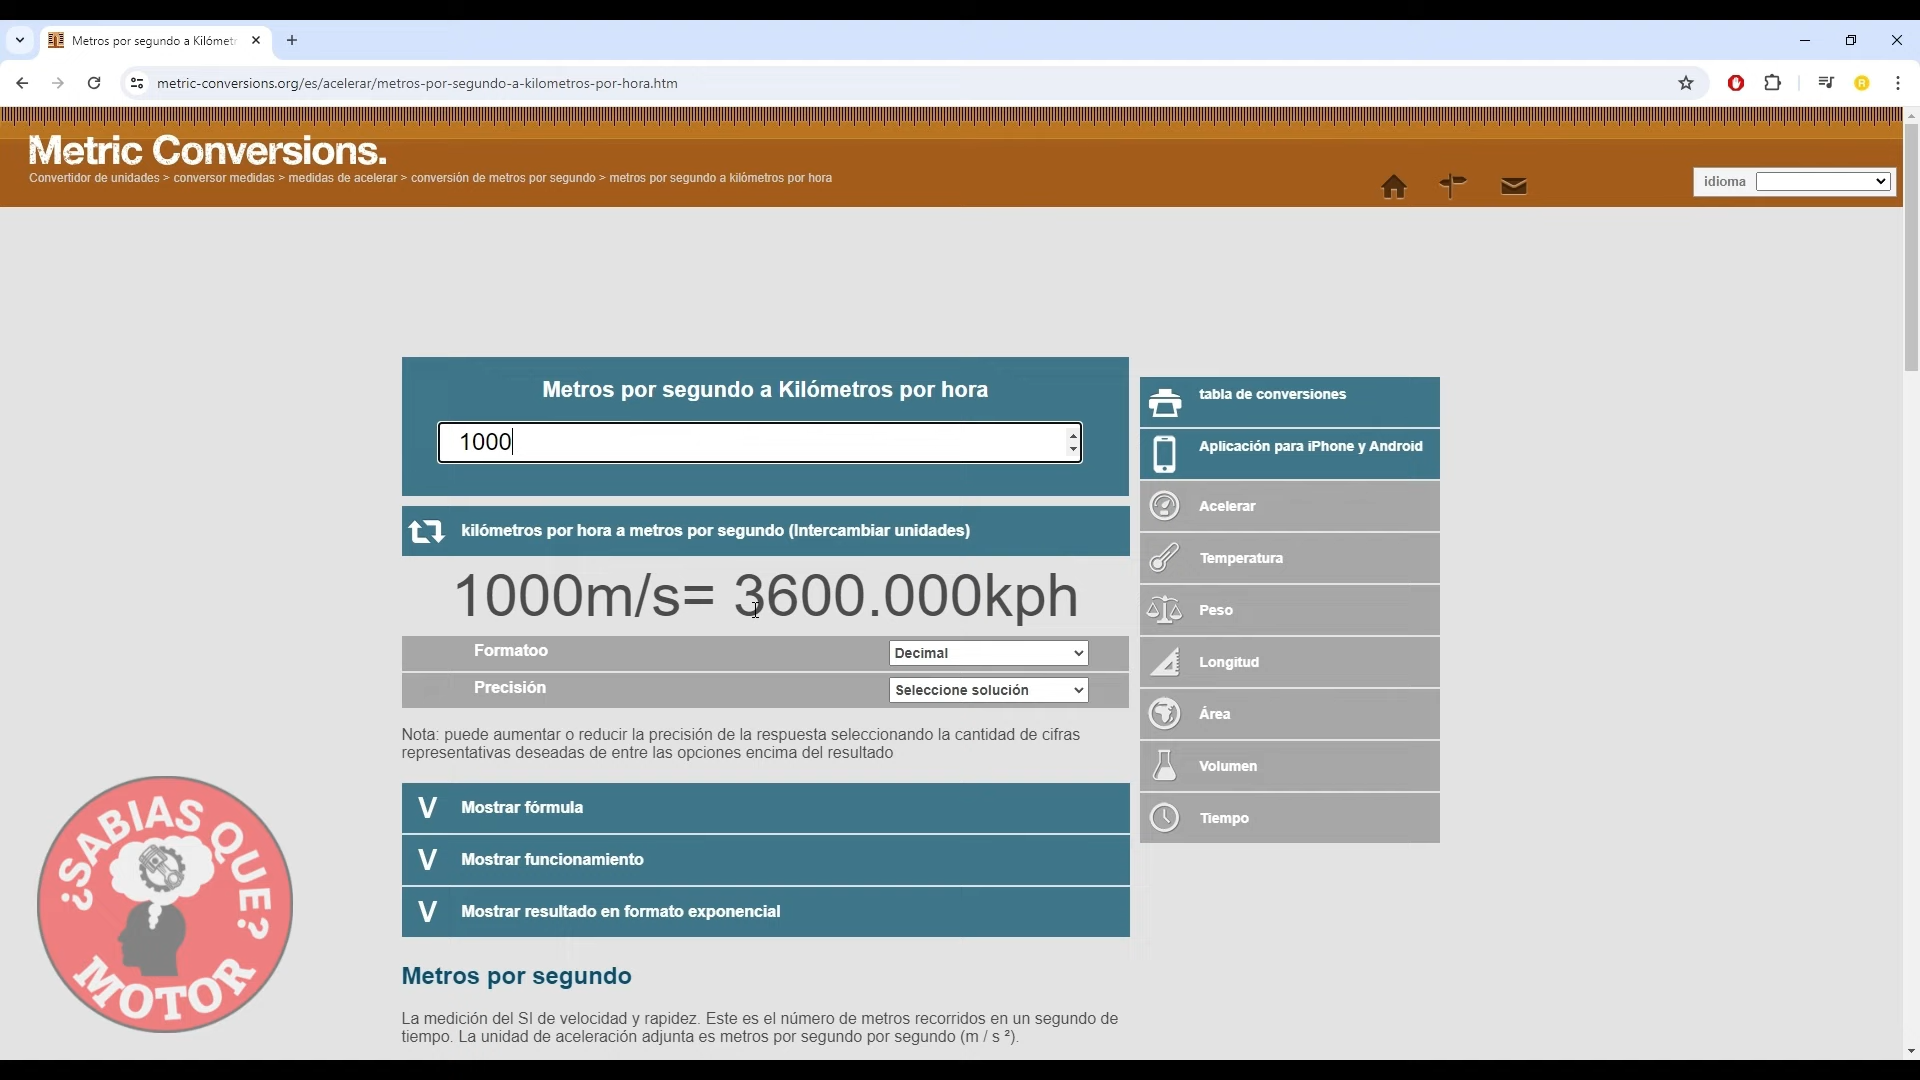 Metros por segundo a Kilómetr
metric-conversions.org/es/acelerar/metros-por-segundo-a-kilometros-por-hora.htm
R
Metric Conversions.
Convertidor de unidades > conversor medidas > medidas de acelerar > conversión de metros por segundo > metros por segundo a kilómetros por hora
idioma
Metros por segundo a Kilómetros por hora
1000
kilómetros por hora a metros por segundo (Intercambiar unidades)
1000m/s= 3600.000kph
Formatoo
Decimal
Precisión
Seleccione solución
Nota: puede aumentar o reducir la precisión de la respuesta seleccionando la cantidad de cifras
representativas deseadas de entre las opciones encima del resultado
V Mostrar fórmula
V Mostrar funcionamiento
V Mostrar resultado en formato exponencial
Metros por segundo
La medición del SI de velocidad y rapidez. Este es el número de metros recorridos en un segundo de
tiempo. La unidad de aceleración adjunta es metros por segundo por segundo (m / s ²).
tabla de conversiones
Aplicación para iPhone y Android
Acelerar
Temperatura
Peso
Longitud
Área
Volumen
Tiempo
¿SABIAS QUE?
MOTOR